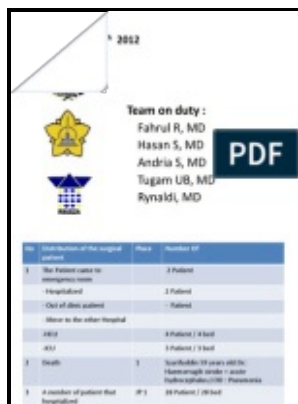 2012
Team on duty :
Fahrul R, MD
Hasan S, MD
Andria S, MD
Tugam UB, MD
Rynaldi, MD
PDF
No Distribution of the surgical patient Place Number OT
1 The Patient came to emergency room 2 Patient
- Hospitalized 2 Patient
- Out of clinic patient - Patient
- Move to the other Hospital
-HCU 4 Patient / 4 bed
-ICU 3 Patient / 3 bed
2 Death 1
3 A number of patient that hospitalized 28 Patient / 28 bed